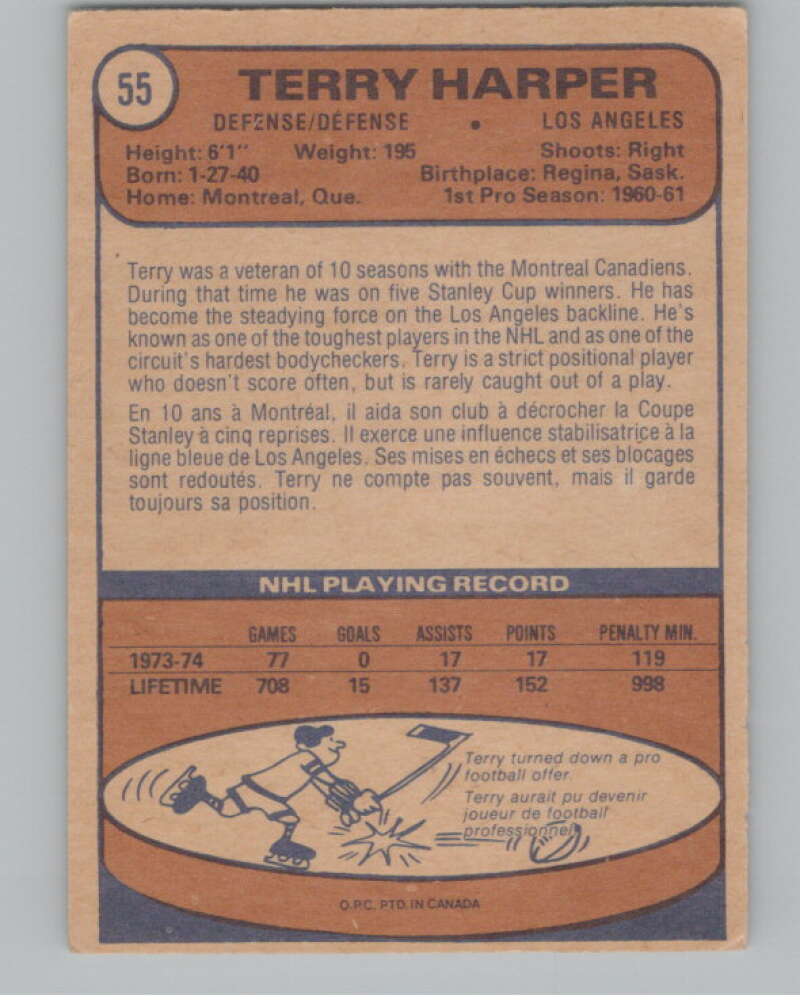 55
TERRY HARPER
DEFENSE/DÉFENSE • LOS ANGELES
Height: 6'1" Weight: 195 Shoots: Right
Born: 1-27-40 Birthplace: Regina, Sask.
Home: Montreal, Que. 1st Pro Season: 1960-61
Terry was a veteran of 10 seasons with the Montreal Canadiens.
During that time he was on five Stanley Cup winners. He has
become the steadying force on the Los Angeles backline. He's
known as one of the toughest players in the NHL and as one of the
circuit's hardest bodycheckers. Terry is a strict positional player
who doesn't score often, but is rarely caught out of a play.
En 10 ans à Montréal, il aida son club à décrocher la Coupe
Stanley à cinq reprises. Il exerce une influence stabilisatrice à la
ligne bleue de Los Angeles. Ses mises en échecs et ses blocages
sont redoutés. Terry ne compte pas souvent, mais il garde
toujours sa position.
NHL PLAYING RECORD
GAMES GOALS ASSISTS POINTS PENALTY MIN.
1973-74 77 0 17 17 119
LIFETIME 708 15 137 152 998
Terry turned down a pro
football offer.
Terry aurait pu devenir
joueur de football
professionnel.
O.P.C. PTD. IN CANADA